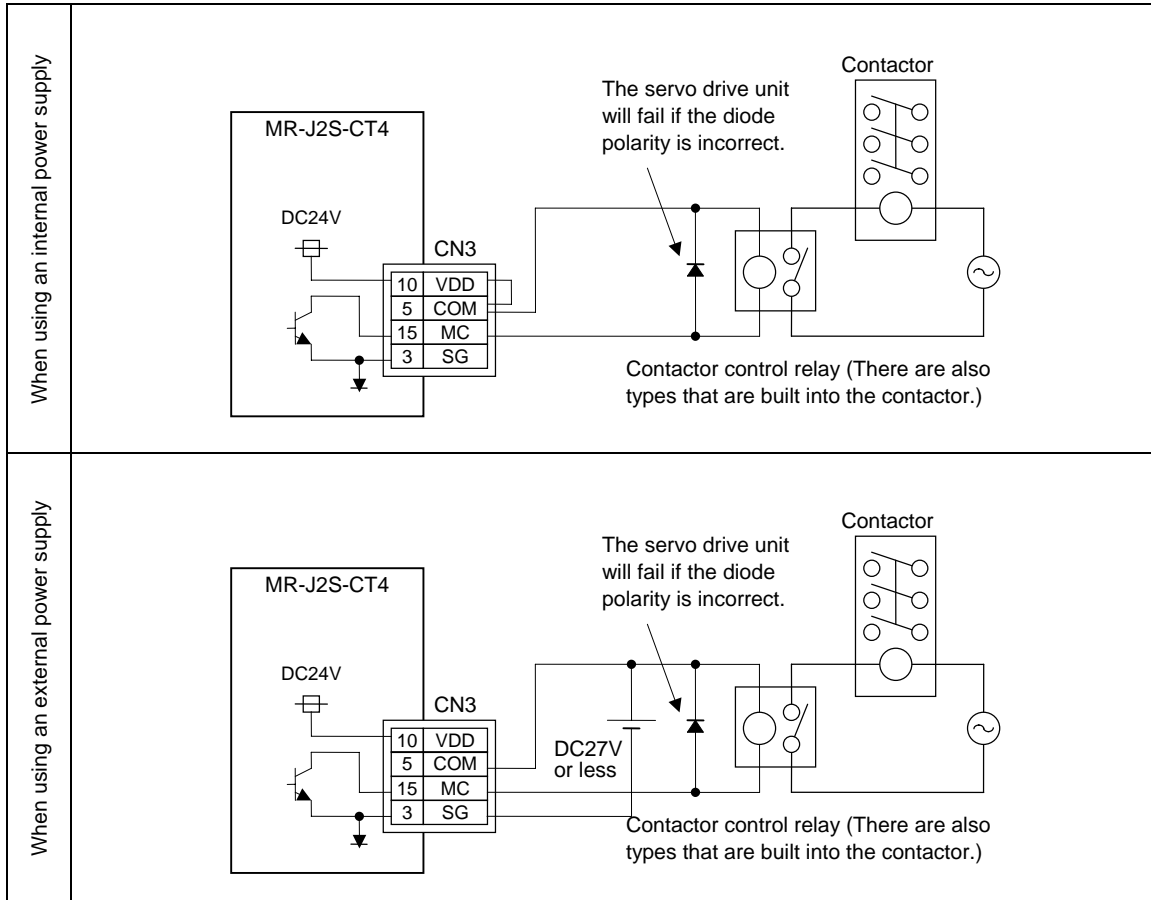 When using an internal power supply
Contactor
The servo drive unit
will fail if the diode
polarity is incorrect.
MR-J2S-CT4
DC24V
CN3
10 VDD
5 COM
15 MC
3 SG
Contactor control relay (There are also
types that are built into the contactor.)
When using an external power supply
Contactor
The servo drive unit
will fail if the diode
polarity is incorrect.
MR-J2S-CT4
DC24V
CN3
10 VDD
5 COM
15 MC
3 SG
DC27V
or less
Contactor control relay (There are also
types that are built into the contactor.)